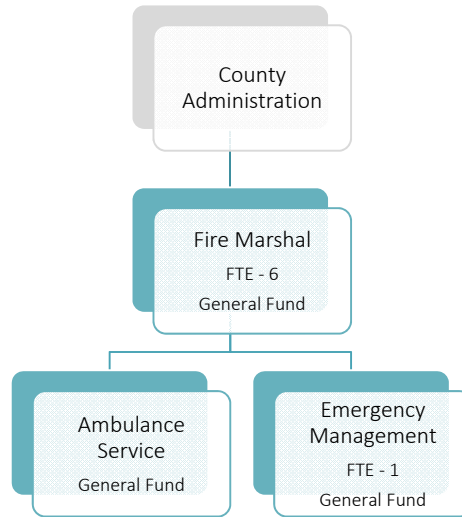 County
Administration
Fire Marshal
FTE - 6
General Fund
Ambulance
Service
General Fund
Emergency
Management
FTE - 1
General Fund